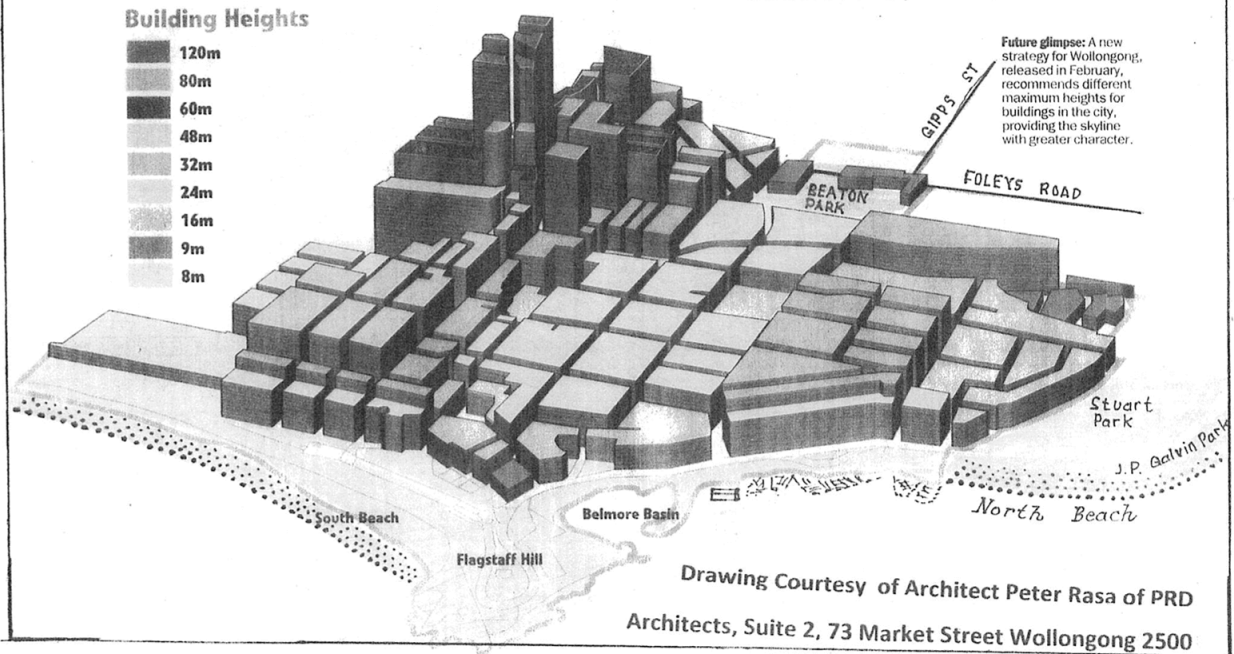 Building Heights
120m
80m
60m
48m
32m
24m
16m
9m
8m
Future glimpse: A new
strategy for Wollongong,
released in February,
recommends different
maximum heights for
buildings in the city,
providing the skyline
with greater character.
GIPPS ST
FOLEYS ROAD
BEATON
PARK
Stuart
Park
J.P. Galvin Park
North Beach
South Beach
Belmore Basin
Flagstaff Hill
Drawing Courtesy of Architect Peter Rasa of PRD
Architects, Suite 2, 73 Market Street Wollongong 2500